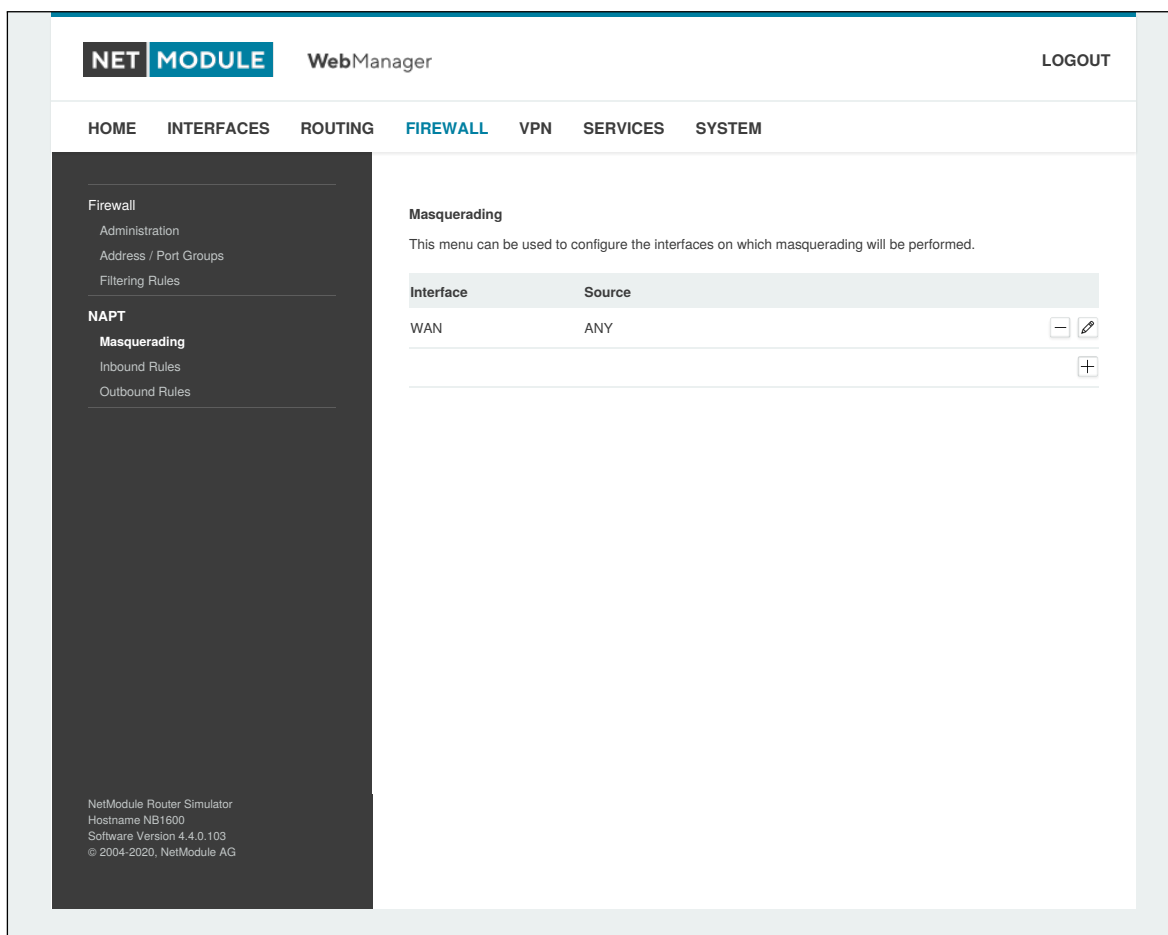 NET MODULE WebManager LOGOUT
HOME INTERFACES ROUTING FIREWALL VPN SERVICES SYSTEM
Firewall
Administration
Address / Port Groups
Filtering Rules
NAPT
Masquerading
Inbound Rules
Outbound Rules
Masquerading
This menu can be used to configure the interfaces on which masquerading will be performed.
Interface Source
WAN ANY
NetModule Router Simulator
Hostname NB1600
Software Version 4.4.0.103
© 2004-2020, NetModule AG